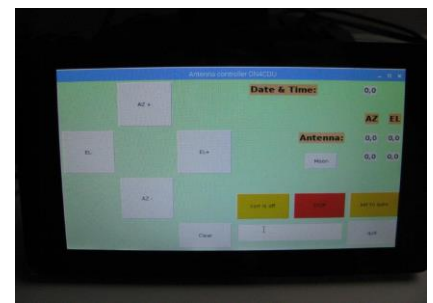 Antenna controller ON4CDU
Date & Time: 0,0
AZ +
AZ EL
EL- EL+
Antenna: 0,0 0,0
Moon 0,0 0,0
AZ -
STOP
Clear
quit